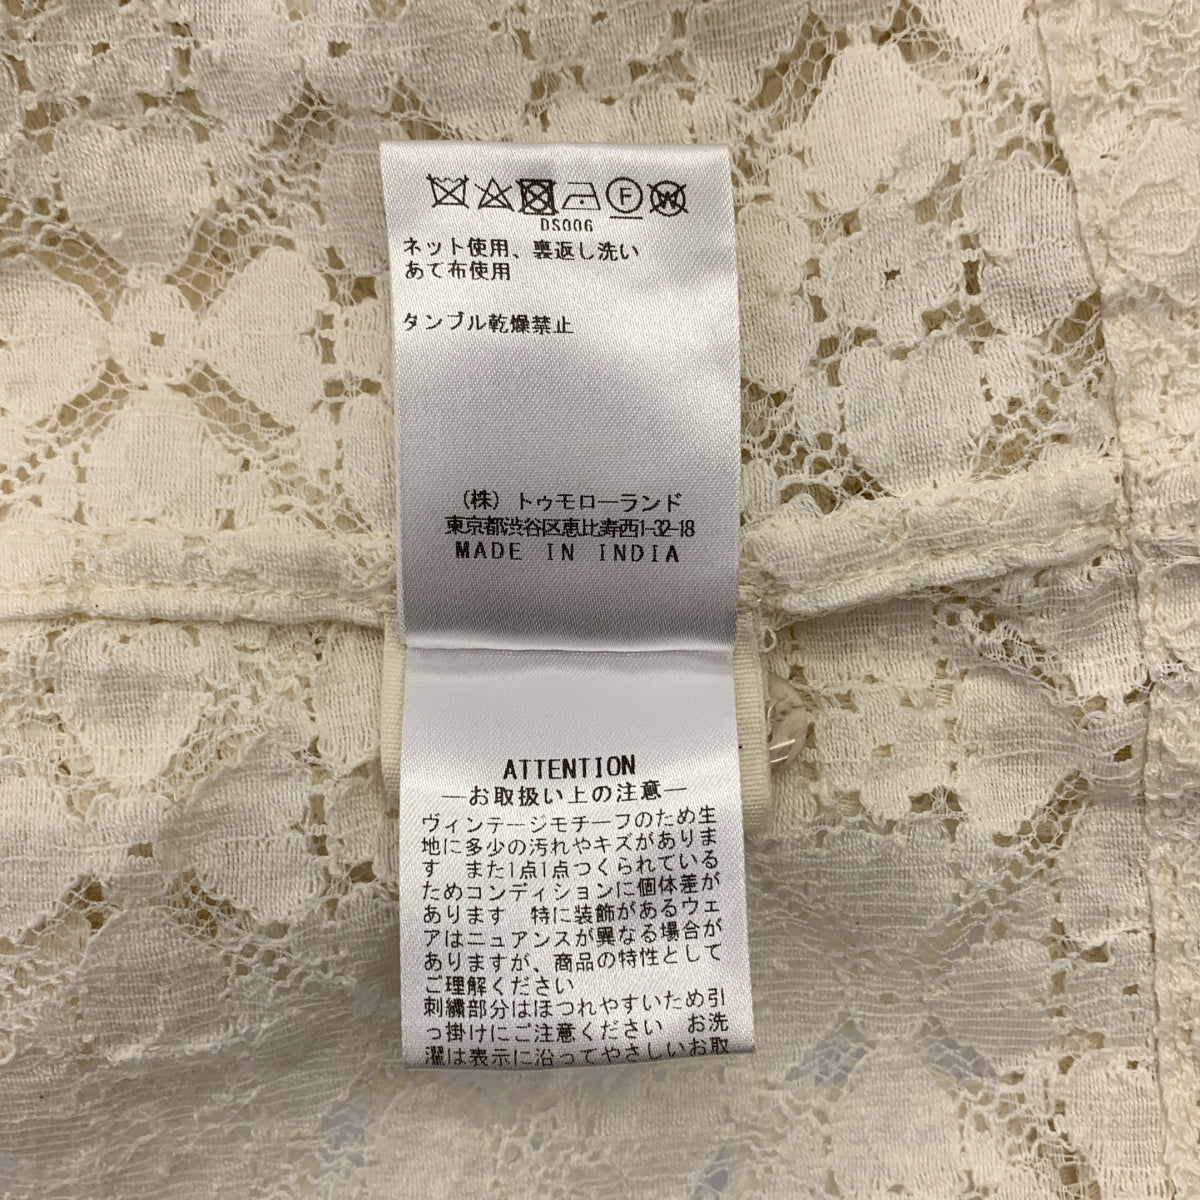 F W
DS006
ネット使用、裏返し洗い
あて布使用
タンブル乾燥禁止
(株) トゥモローランド
東京都渋谷区恵比寿西1-32-18
MADE IN INDIA
ATTENTION
―お取扱い上の注意―
ヴィンテージモチーフのため生
地に多少の汚れやキズがありま
す　また1点1点つくられている
ためコンディションに個体差が
あります　特に装飾があるウェ
アはニュアンスが異なる場合が
ありますが、商品の特性として
ご理解ください
刺繍部分はほつれやすいため引
っ掛けにご注意ください　お洗
濯は表示に沿ってやさしいお取